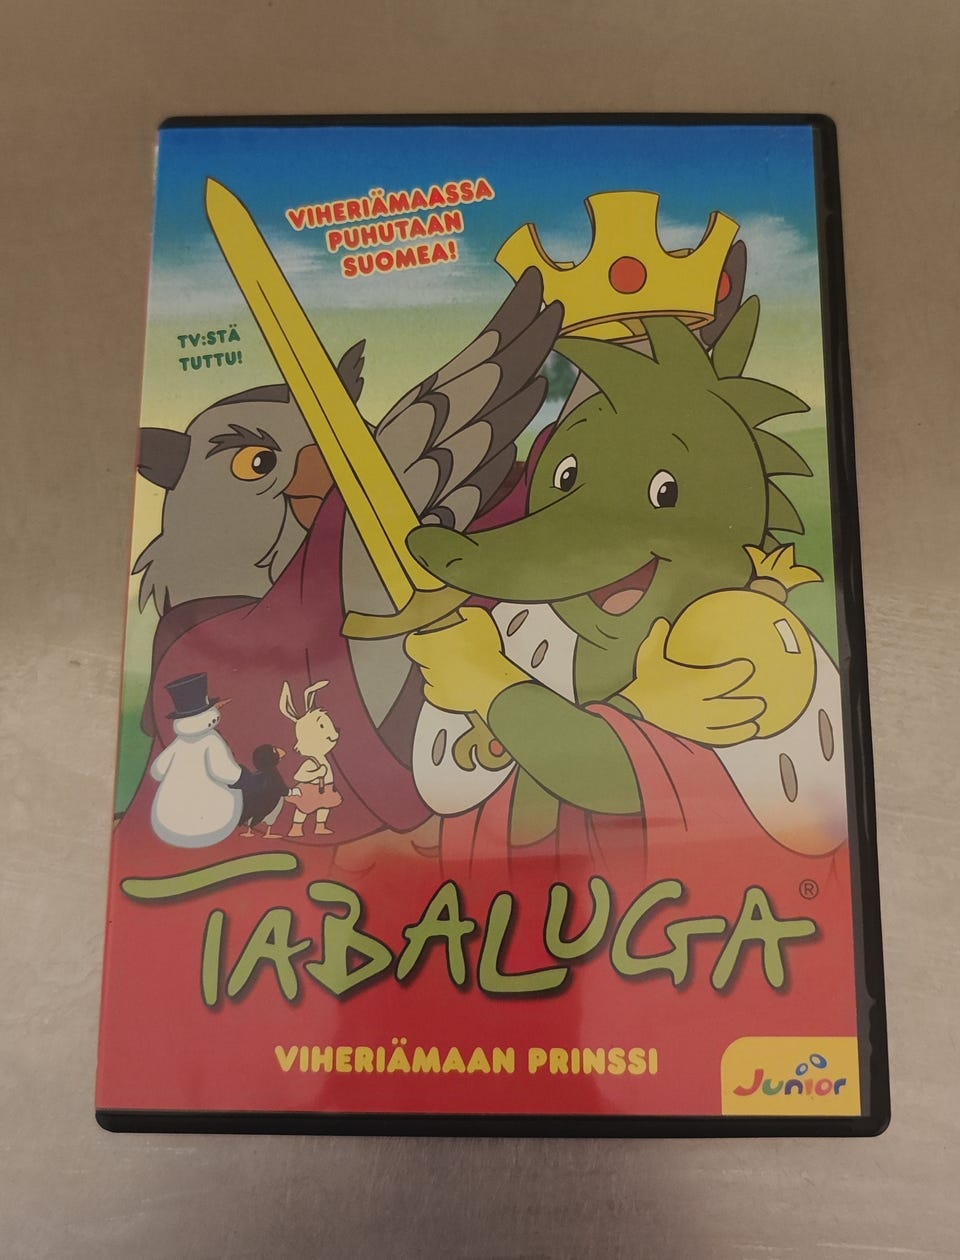 VIHERIÄMAASSA
PUHUTAAN
SUOMEA!
TV:STÄ
TUTTU!
TABALUGA®
VIHERIÄMAAN PRINSSI
Junior